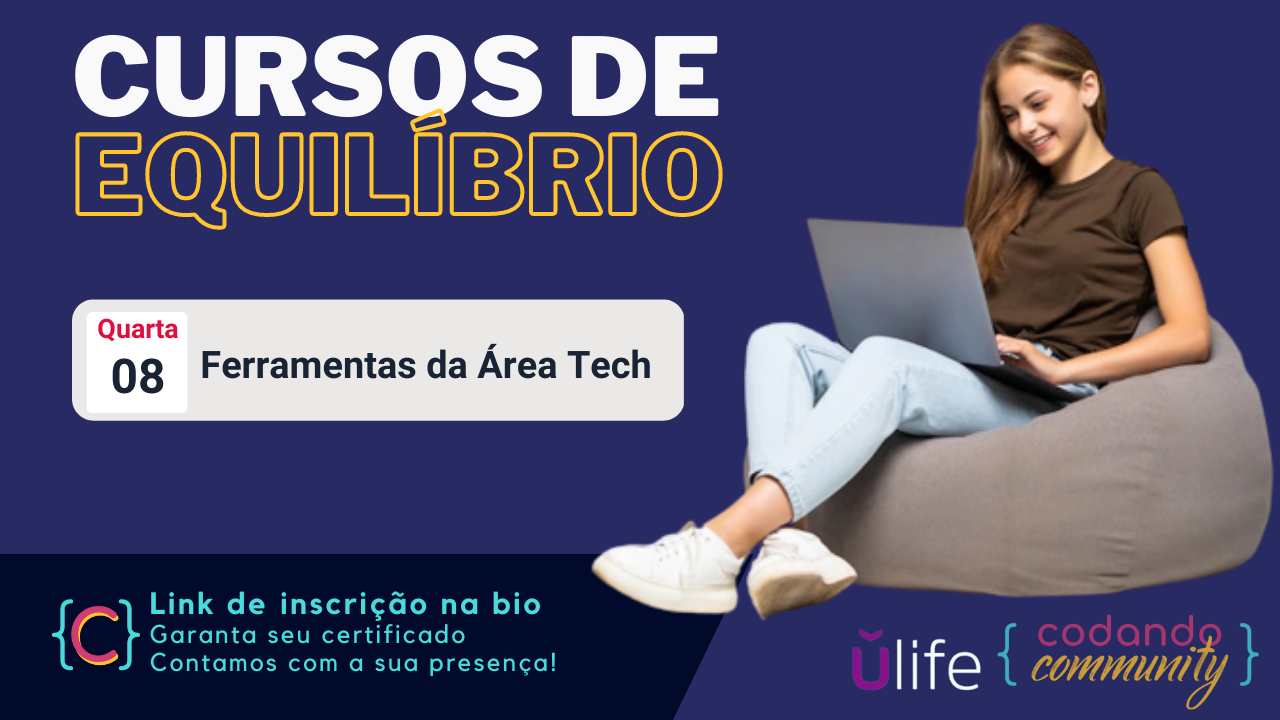 CURSOS DE
EQUILÍBRIO
Quarta
08
Ferramentas da Área Tech
{C}
Link de inscrição na bio
Garanta seu certificado
Contamos com a sua presença!
ŭlife
{codando
community}